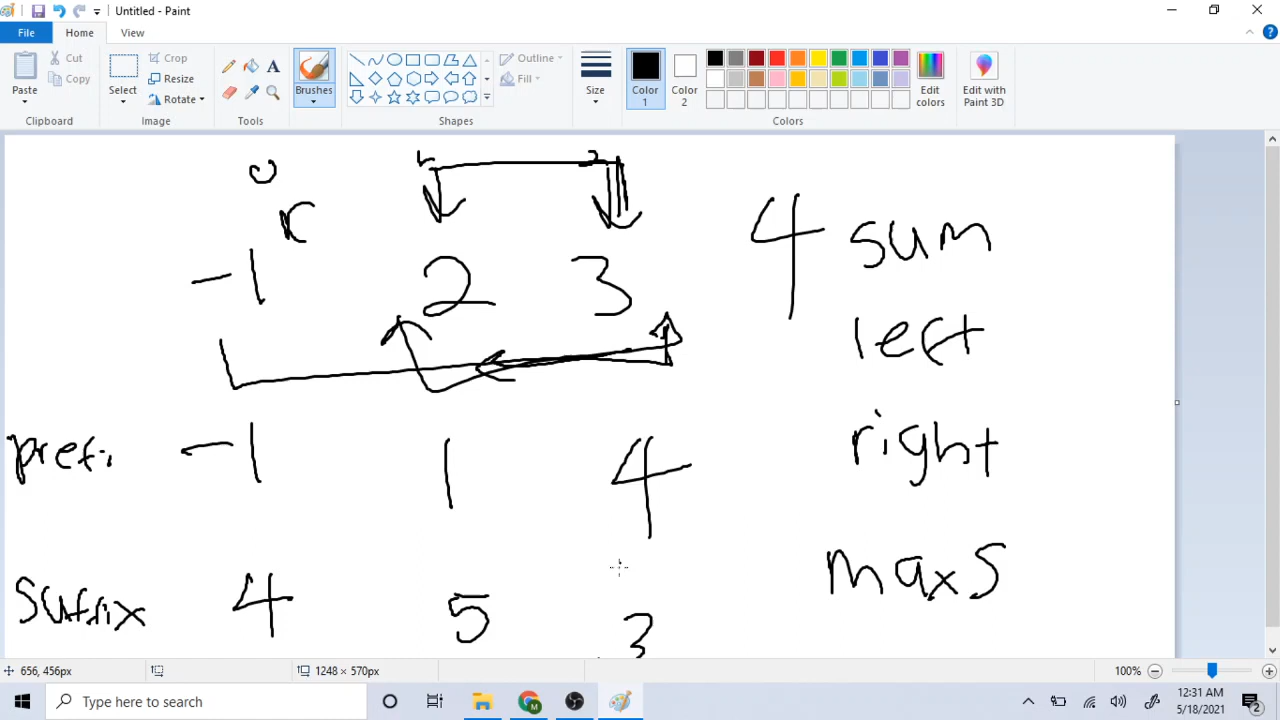 Untitled - Paint
File Home View
Paste Cut Copy Select Crop Resize Rotate Brushes Outline Fill Size Color 1 Color 2 Edit colors Edit with Paint 3D
Clipboard Image Tools Shapes Colors
0
r
-1 2 3 4 sum
left
prefi -1 1 4 right
suffix 4 5 3 maxS
656, 456px 1248 × 570px 100%
Type here to search 12:31 AM
5/18/2021 2